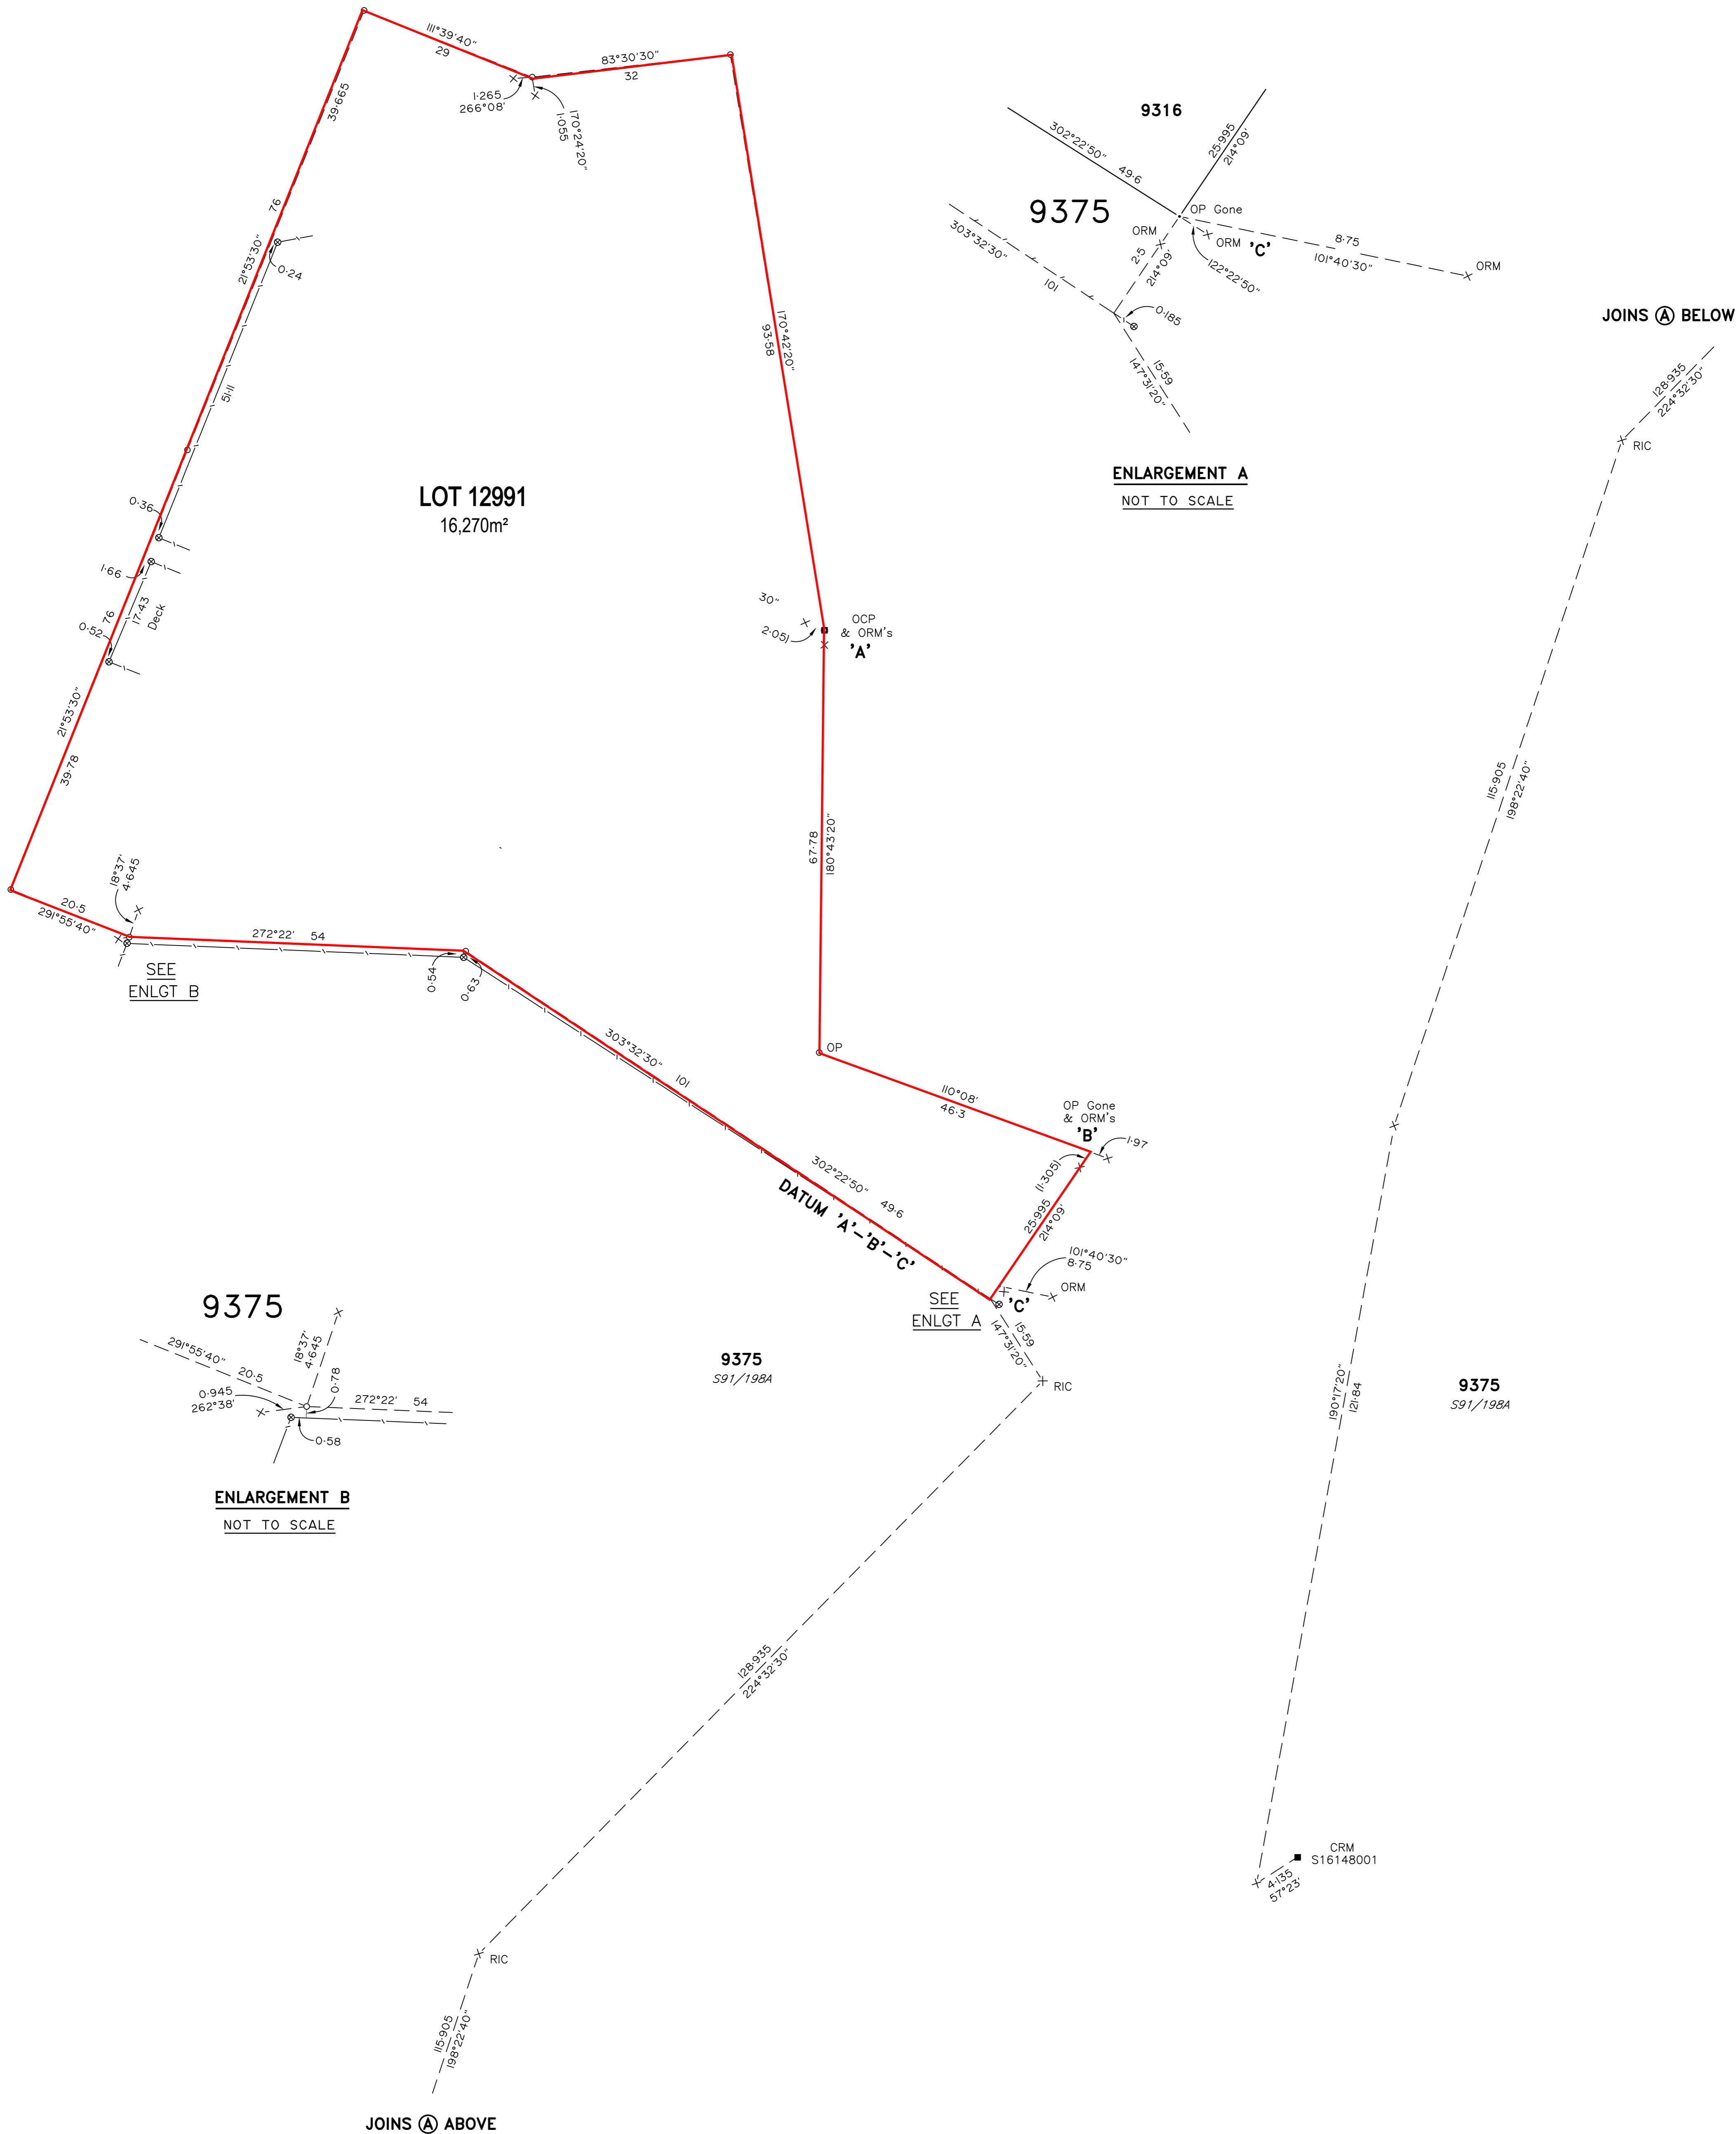 111°39'40"
29
83°30'30"
32
39·665
1·265
266°08'
170°24'20"
1·055
9316
302°22'50" 49·6
25·995
214°09'
9375
OP Gone
ORM
ORM 'C'
8·75
101°40'30"
ORM
303°32'30"
101
2·5
214°09'
122°22'50"
0·185
15·59
147°31'20"
ENLARGEMENT A
NOT TO SCALE
JOINS A BELOW
128·935
224°32'30"
RIC
76
21°53'30"
0·24
51·11
170°42'20"
93·58
LOT 12991
16,270m²
0·36
1·66
76
17·43
Deck
0·52
30"
2·051
OCP
& ORM's
'A'
21°53'30"
39·78
67·78
180°43'20"
115·905
198°22'40"
18°37'
4·645
20·5
291°55'40"
272°22' 54
SEE
ENLGT B
0·54
0·63
303°32'30" 101
OP
110°08'
46·3
OP Gone
& ORM's
'B'
1·97
(1·305)
302°22'50" 49·6
DATUM 'A'–'B'–'C'
25·995
214°09'
101°40'30"
8·75
ORM
'C'
SEE
ENLGT A
15·59
147°31'20"
RIC
9375
S91/198A
9375
S91/198A
190°17'20"
121·84
9375
291°55'40" 20·5
18°37'
4·645
0·78
0·945
262°38'
272°22' 54
0·58
ENLARGEMENT B
NOT TO SCALE
128·935
224°32'30"
CRM
S16148001
4·135
57°23'
RIC
115·905
198°22'40"
JOINS A ABOVE